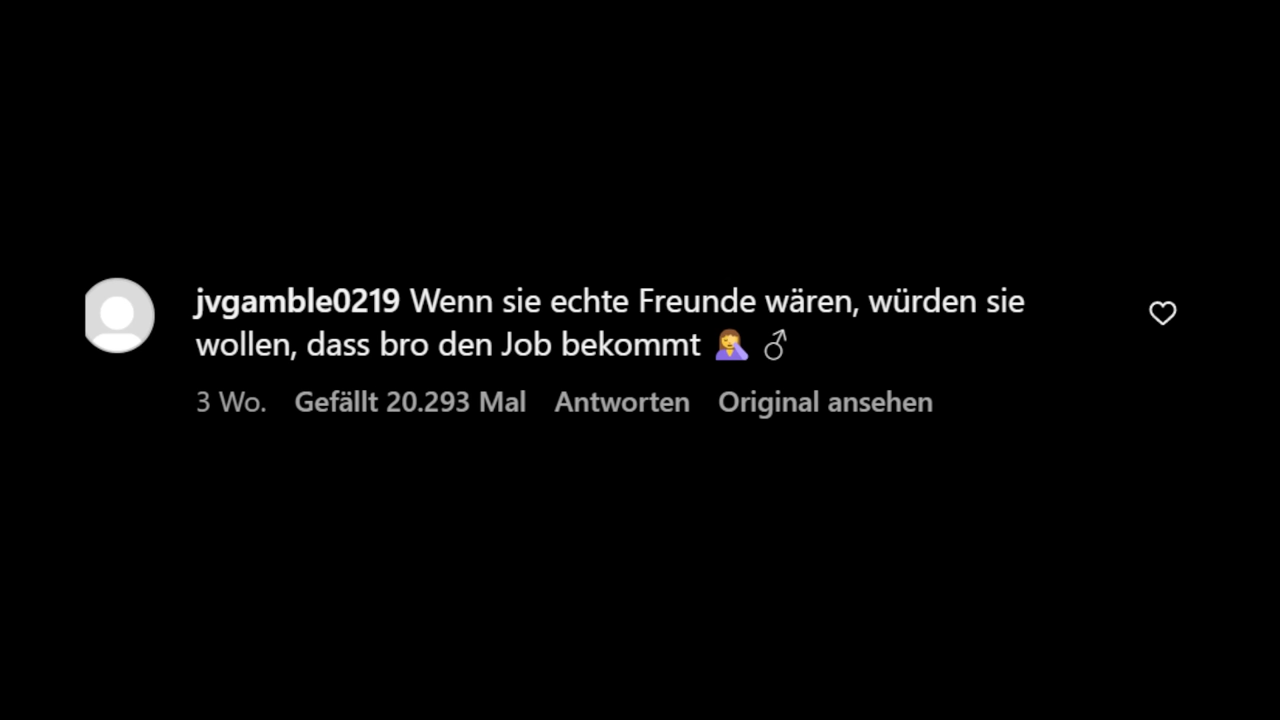 jvgamble0219 Wenn sie echte Freunde wären, würden sie
wollen, dass bro den Job bekommt 🤦 ♂
3 Wo. Gefällt 20.293 Mal Antworten Original ansehen